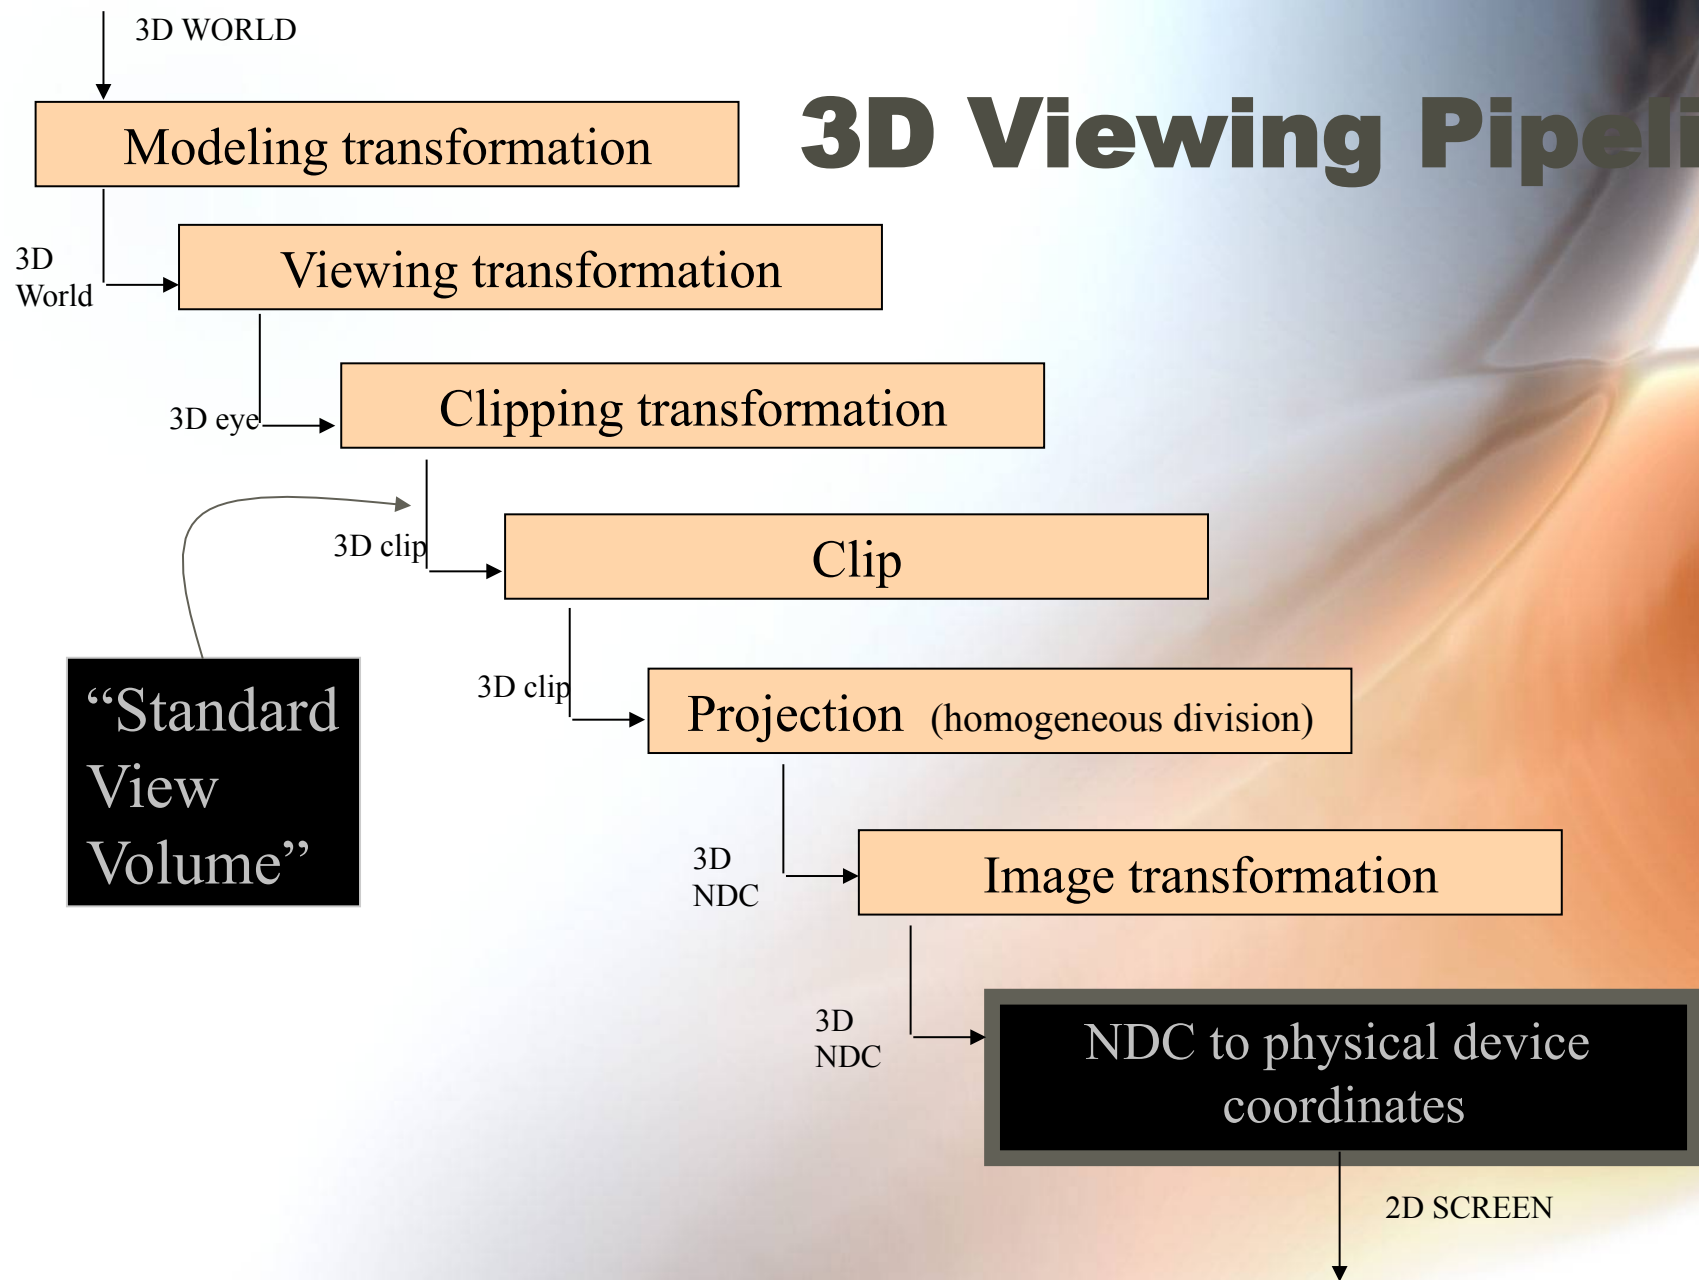 3D WORLD
3D Viewing Pipeli
Modeling transformation
3D
World
Viewing transformation
3D eye
Clipping transformation
3D clip
Clip
3D clip
Projection (homogeneous division)
“Standard
View
Volume”
3D
NDC
Image transformation
3D
NDC
NDC to physical device
coordinates
2D SCREEN